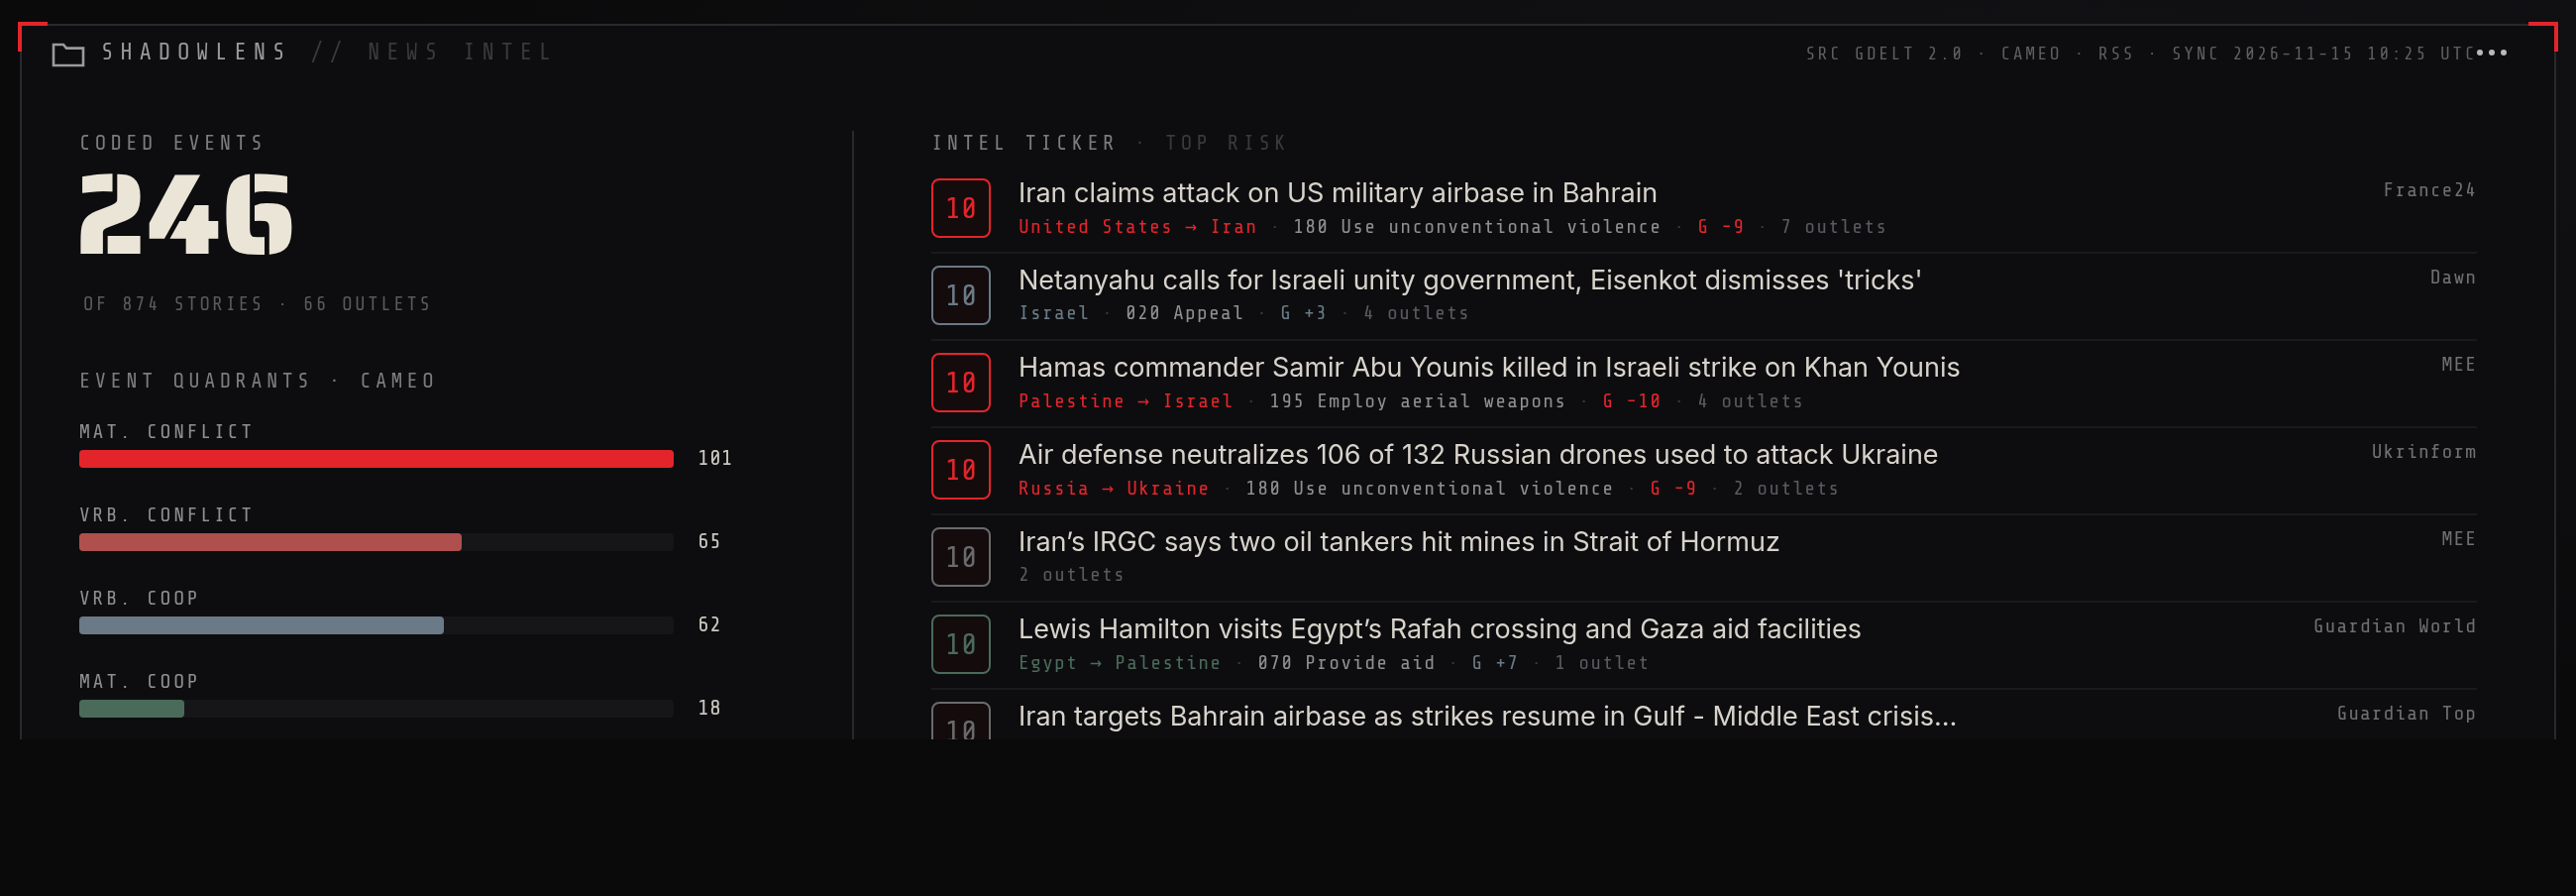 SHADOWLENS // NEWS INTEL
SRC GDELT 2.0 · CAMEO · RSS · SYNC 2026-11-15 10:25 UTC
CODED EVENTS
246
OF 874 STORIES · 66 OUTLETS
EVENT QUADRANTS · CAMEO
MAT. CONFLICT
101
VRB. CONFLICT
65
VRB. COOP
62
MAT. COOP
18
INTEL TICKER · TOP RISK
10
Iran claims attack on US military airbase in Bahrain
France24
United States → Iran · 180 Use unconventional violence · G -9 · 7 outlets
10
Netanyahu calls for Israeli unity government, Eisenkot dismisses 'tricks'
Dawn
Israel · 020 Appeal · G +3 · 4 outlets
10
Hamas commander Samir Abu Younis killed in Israeli strike on Khan Younis
MEE
Palestine → Israel · 195 Employ aerial weapons · G -10 · 4 outlets
10
Air defense neutralizes 106 of 132 Russian drones used to attack Ukraine
Ukrinform
Russia → Ukraine · 180 Use unconventional violence · G -9 · 2 outlets
10
Iran’s IRGC says two oil tankers hit mines in Strait of Hormuz
MEE
2 outlets
10
Lewis Hamilton visits Egypt’s Rafah crossing and Gaza aid facilities
Guardian World
Egypt → Palestine · 070 Provide aid · G +7 · 1 outlet
10
Iran targets Bahrain airbase as strikes resume in Gulf - Middle East crisis...
Guardian Top